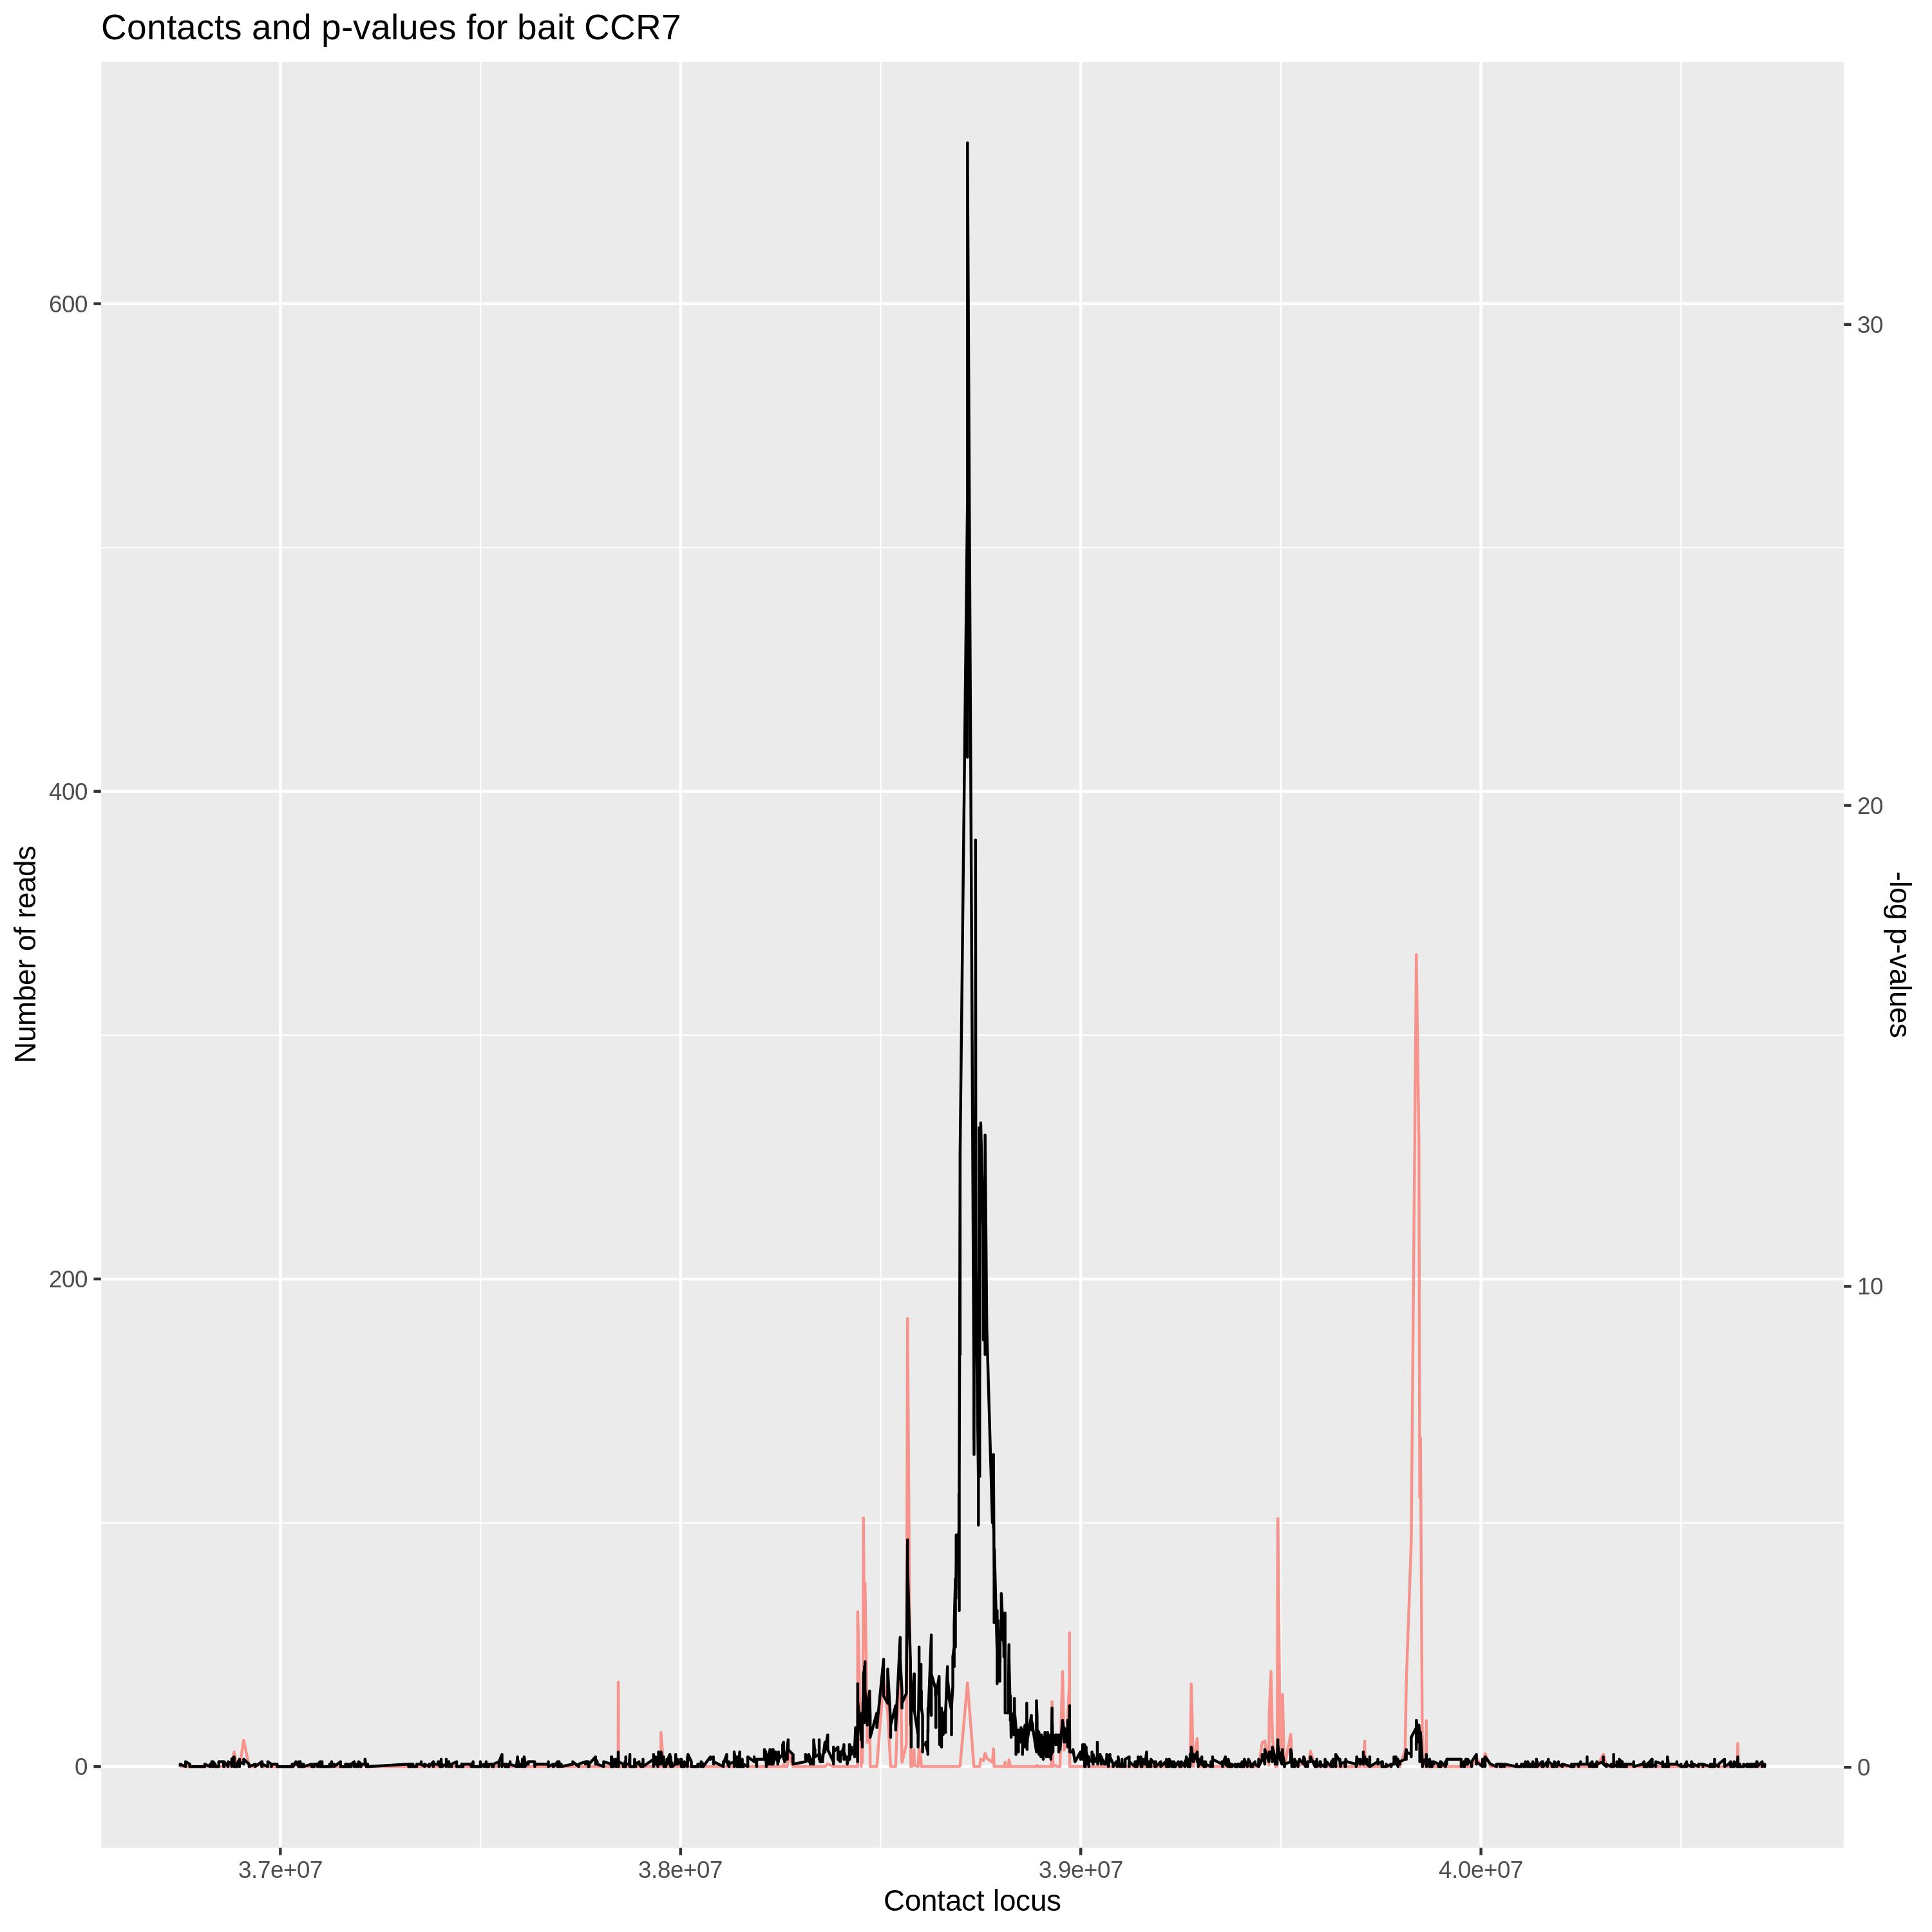 Contacts and p-values for bait CCR7
600
400
200
0
Number of reads
30
20
10
0
-log p-values
3.7e+07
3.8e+07
3.9e+07
4.0e+07
Contact locus